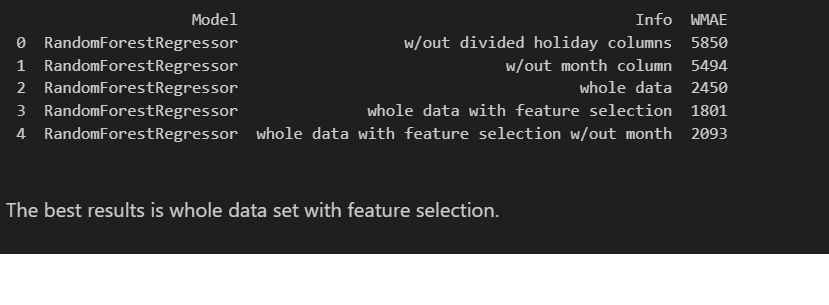 Model Info WMAE
0 RandomForestRegressor w/out divided holiday columns 5850
1 RandomForestRegressor w/out month column 5494
2 RandomForestRegressor whole data 2450
3 RandomForestRegressor whole data with feature selection 1801
4 RandomForestRegressor whole data with feature selection w/out month 2093
The best results is whole data set with feature selection.